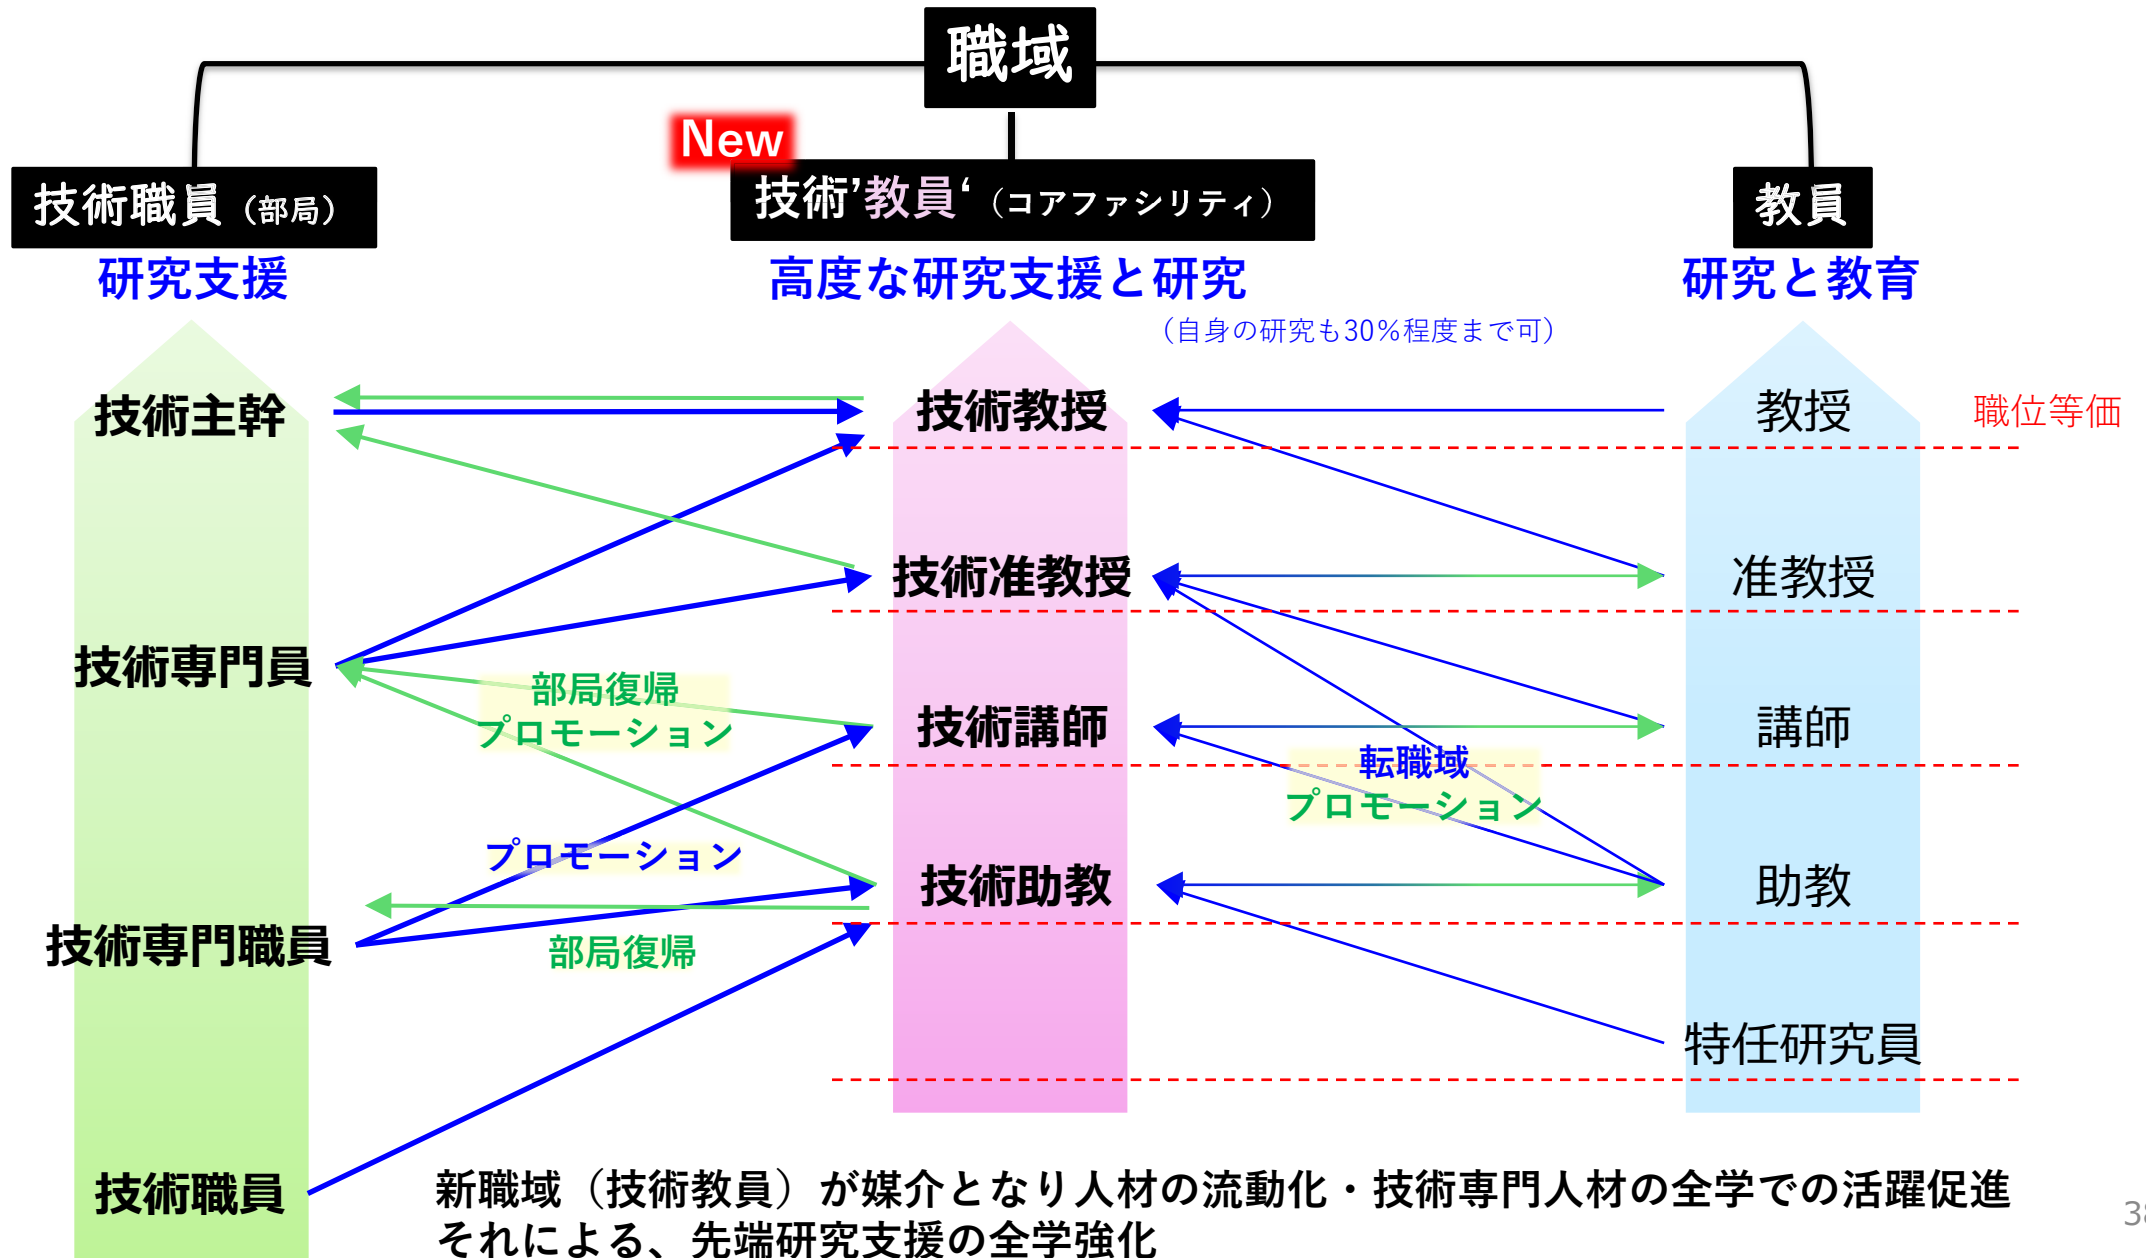 職域
New
技術職員（部局）
技術’教員‘（コアファシリティ）
教員
研究支援
高度な研究支援と研究
研究と教育
（自身の研究も30％程度まで可）
技術主幹
技術教授
教授
職位等価
技術准教授
准教授
技術専門員
部局復帰
プロモーション
技術講師
講師
転職域
プロモーション
プロモーション
技術助教
助教
技術専門職員
部局復帰
特任研究員
技術職員
新職域（技術教員）が媒介となり人材の流動化・技術専門人材の全学での活躍促進
それによる、先端研究支援の全学強化